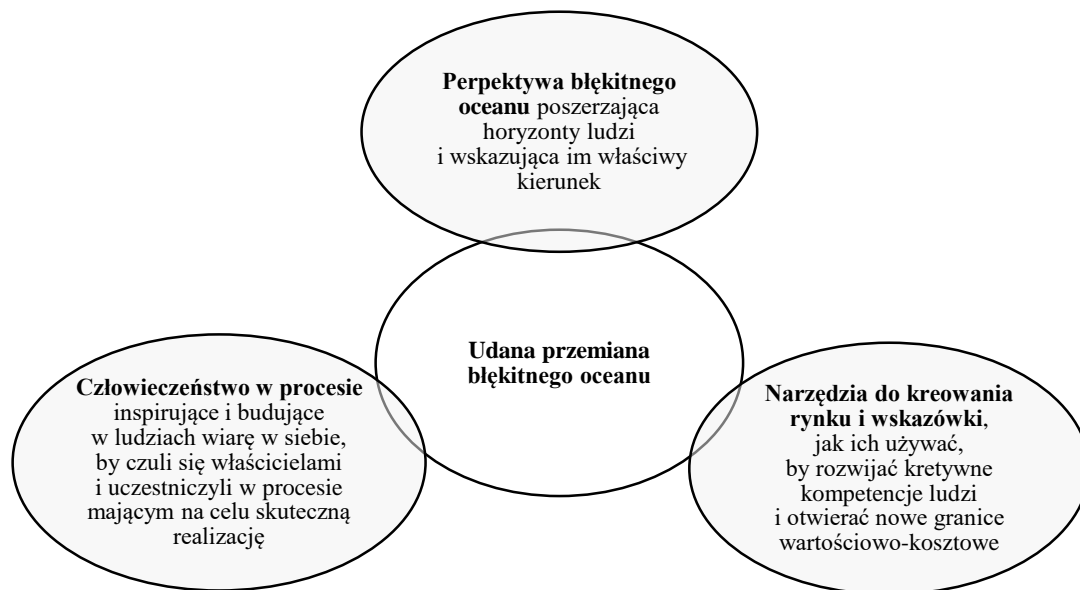 Perpektywa błękitnego
oceanu poszerzająca
horyzonty ludzi
i wskazująca im właściwy
kierunek
Udana przemiana
błękitnego oceanu
Człowieczeństwo w procesie
inspirujące i budujące
w ludziach wiarę w siebie,
by czuli się właścicielami
i uczestniczyli w procesie
mającym na celu skuteczną
realizację
Narzędzia do kreowania
rynku i wskazówki,
jak ich używać,
by rozwijać kretywne
kompetencje ludzi
i otwierać nowe granice
wartościowo-kosztowe